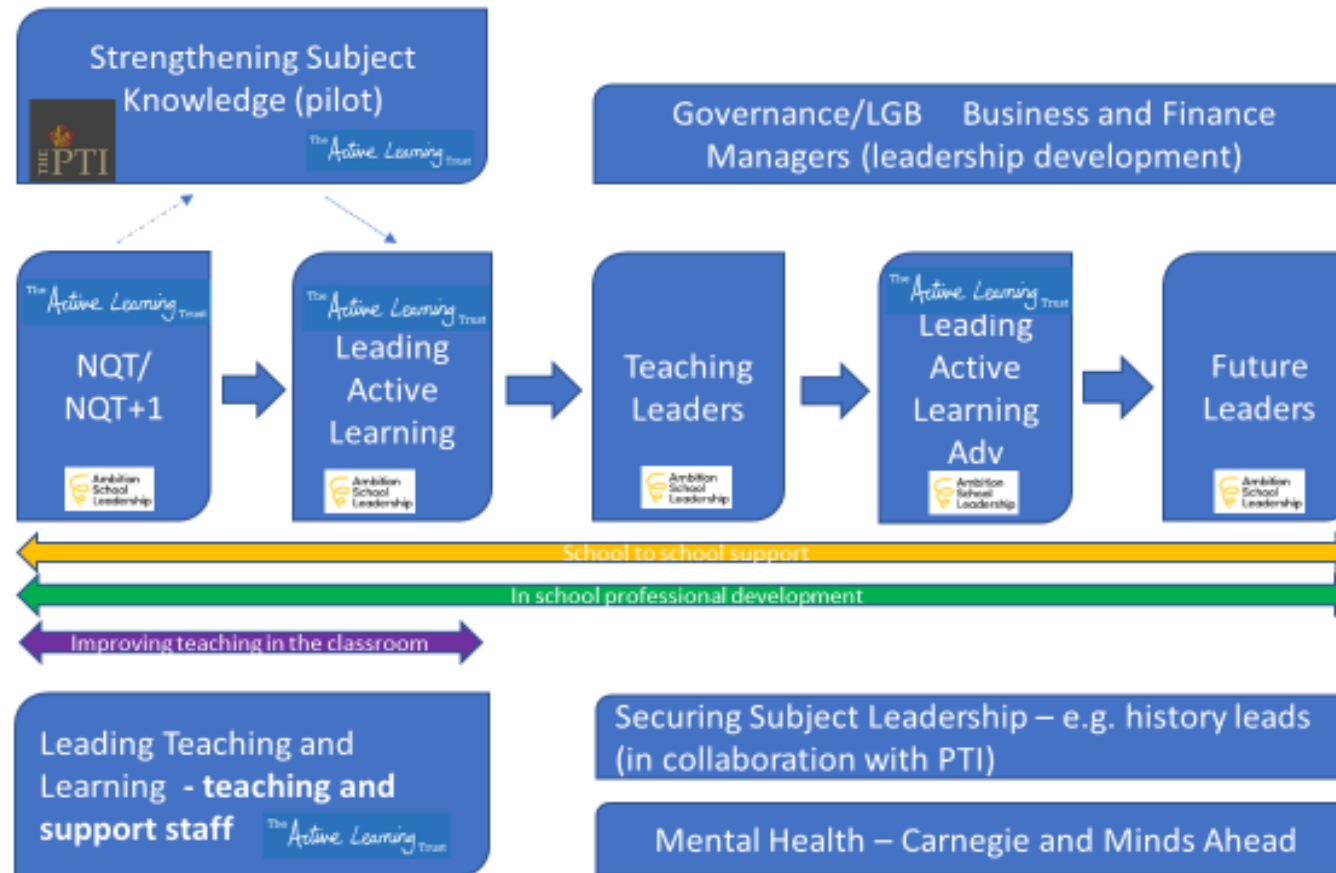 Strengthening Subject
Knowledge (pilot)
THE PTI
The Active Learning Trust
Governance/LGB Business and Finance
Managers (leadership development)
The Active Learning Trust
NQT/
NQT+1
Ambition
School
Leadership
The Active Learning Trust
Leading
Active
Learning
Ambition
School
Leadership
Teaching
Leaders
Ambition
School
Leadership
The Active Learning Trust
Leading
Active
Learning
Adv
Ambition
School
Leadership
Future
Leaders
Ambition
School
Leadership
School to school support
In school professional development
Improving teaching in the classroom
Leading Teaching and
Learning - teaching and
support staff
The Active Learning Trust
Securing Subject Leadership – e.g. history leads
(in collaboration with PTI)
Mental Health – Carnegie and Minds Ahead